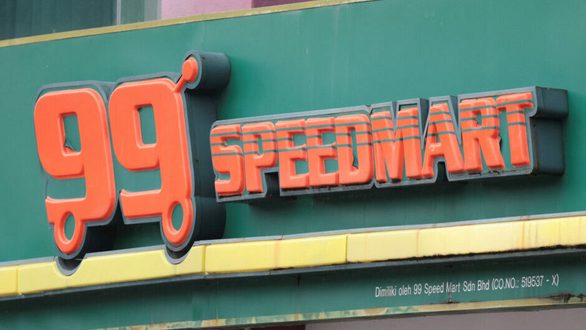 99 SPEEDMART
Dimiliki oleh 99 Speed Mart Sdn Bhd (CO.NO.: 519537 - X)